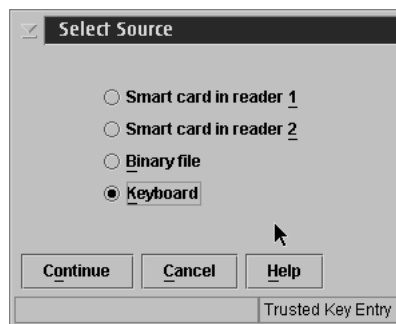 Select Source
Smart card in reader 1
Smart card in reader 2
Binary file
Keyboard
Continue Cancel Help
Trusted Key Entry